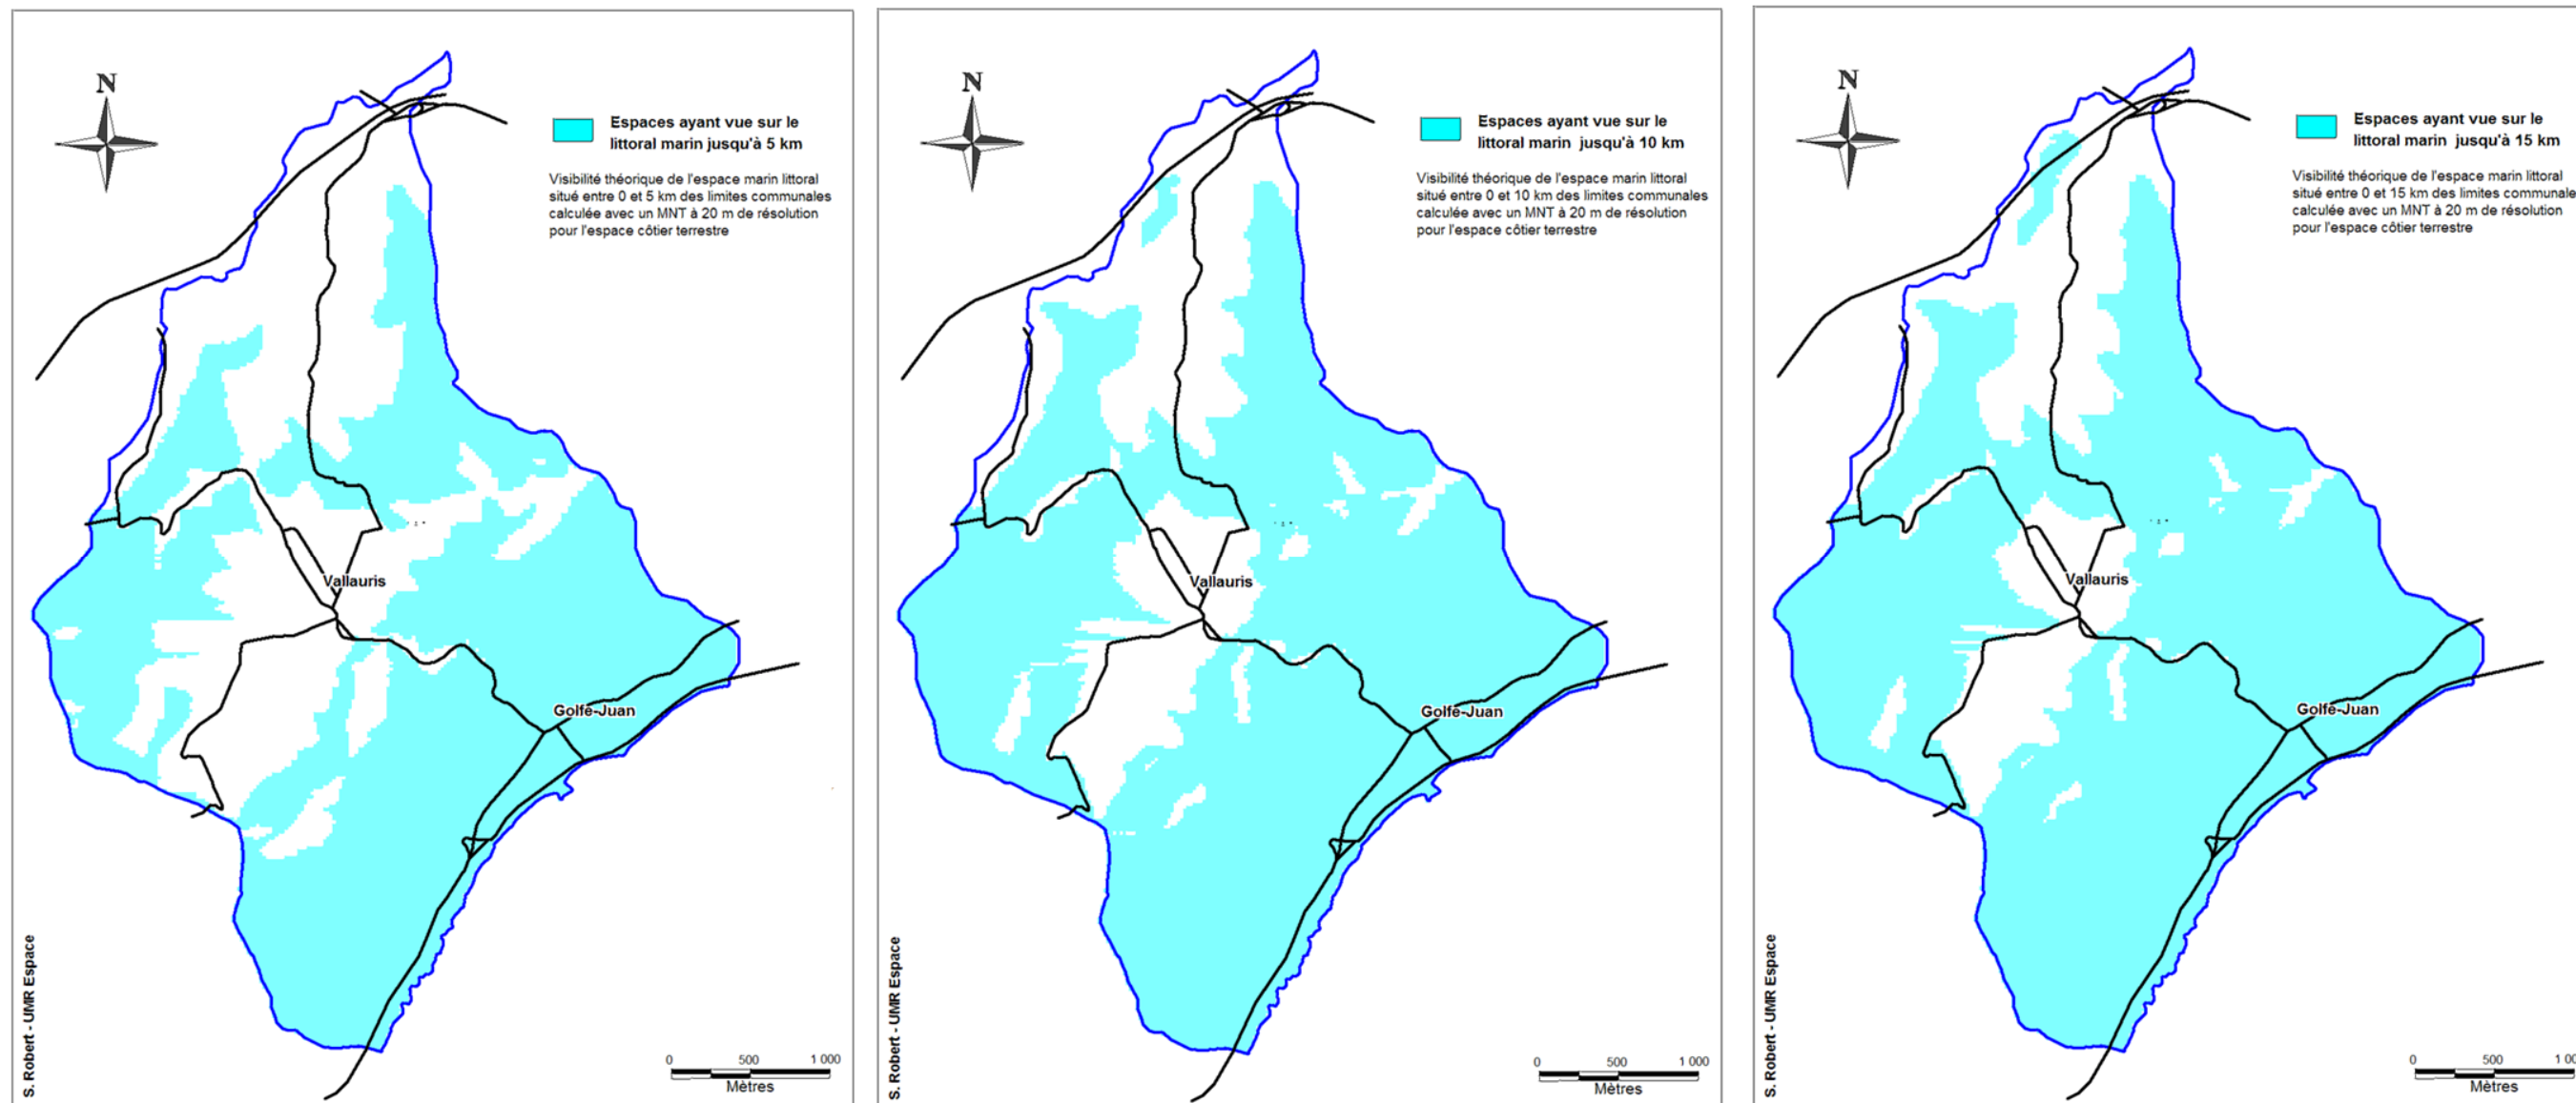 N
Espaces ayant vue sur le
littoral marin jusqu'à 5 km
Visibilité théorique de l'espace marin littoral
situé entre 0 et 5 km des limites communales
calculée avec un MNT à 20 m de résolution
pour l'espace côtier terrestre
Vallauris
Golfe-Juan
S. Robert - UMR Espace
0 500 1 000
Mètres
N
Espaces ayant vue sur le
littoral marin jusqu'à 10 km
Visibilité théorique de l'espace marin littoral
situé entre 0 et 10 km des limites communales
calculée avec un MNT à 20 m de résolution
pour l'espace côtier terrestre
Vallauris
Golfe-Juan
S. Robert - UMR Espace
0 500 1 000
Mètres
N
Espaces ayant vue sur le
littoral marin jusqu'à 15 km
Visibilité théorique de l'espace marin littoral
situé entre 0 et 15 km des limites communale
calculée avec un MNT à 20 m de résolution
pour l'espace côtier terrestre
Vallauris
Golfe-Juan
S. Robert - UMR Espace
0 500 1 00
Mètres